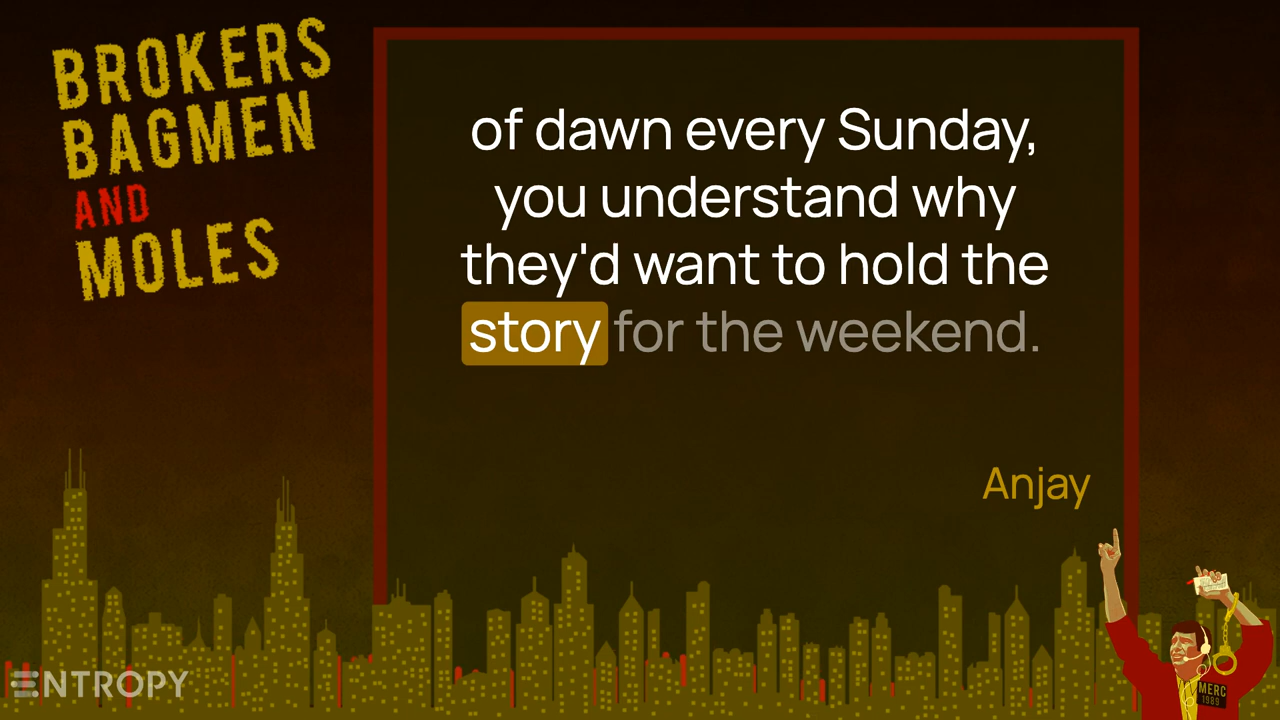 BROKERS
BAGMEN
AND
MOLES
of dawn every Sunday,
you understand why
they'd want to hold the
story for the weekend.
Anjay
ENTROPY
MERC
1989